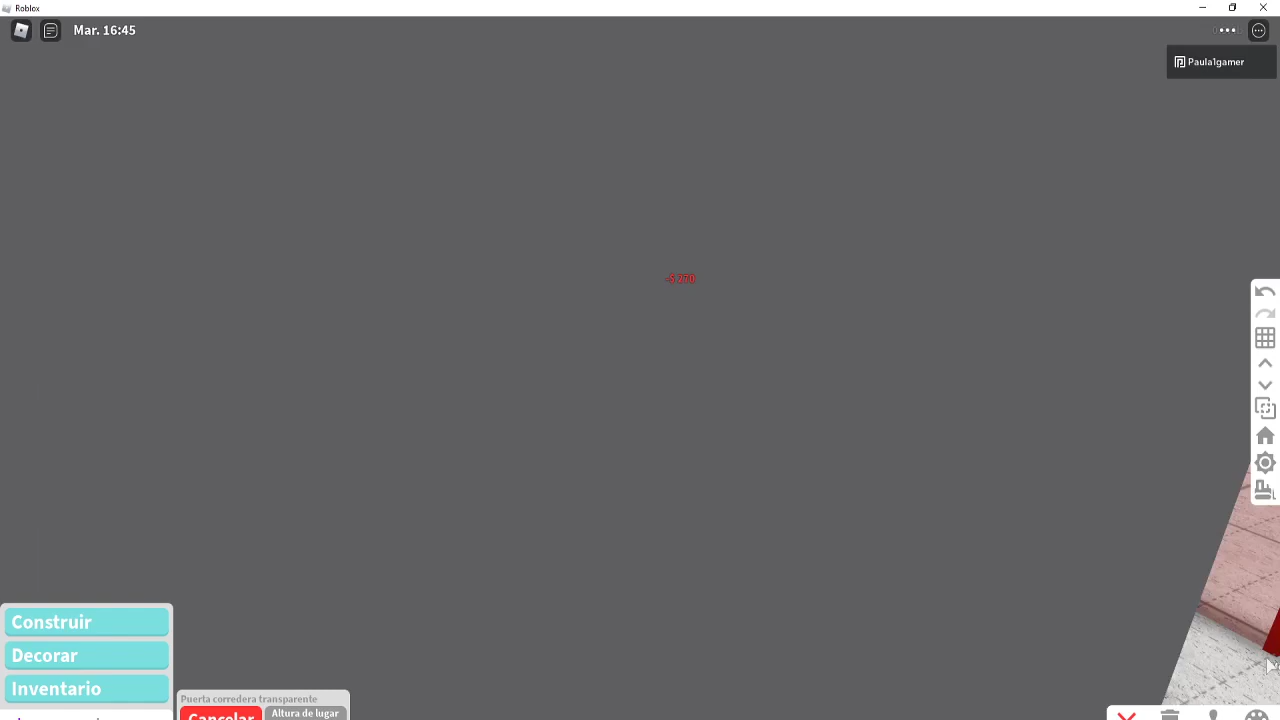 Roblox
Mar. 16:45
Paula1gamer
Construir
Decorar
Inventario
Puerta corredera transparente
Cancelar
Altura de lugar